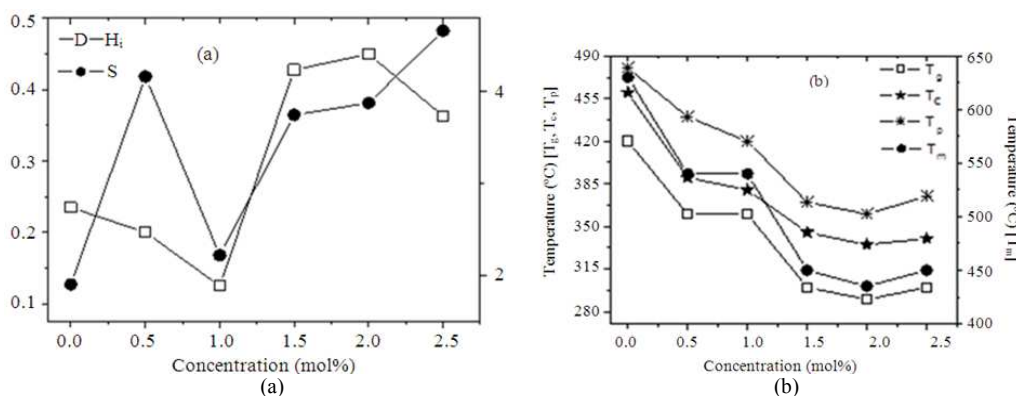 0.5
0.4
0.3
0.2
0.1
(a)
D–Hᵢ
S
4
2
0.0 0.5 1.0 1.5 2.0 2.5
Concentration (mol%)
(a)
490
455
420
385
350
315
280
Temperature (°C) [Tg, Tc, Tp]
(b)
Tg
Tc
Tp
Tm
650
600
550
500
450
400
Temperature (°C) [Tm]
0.0 0.5 1.0 1.5 2.0 2.5
Concentration (mol%)
(b)